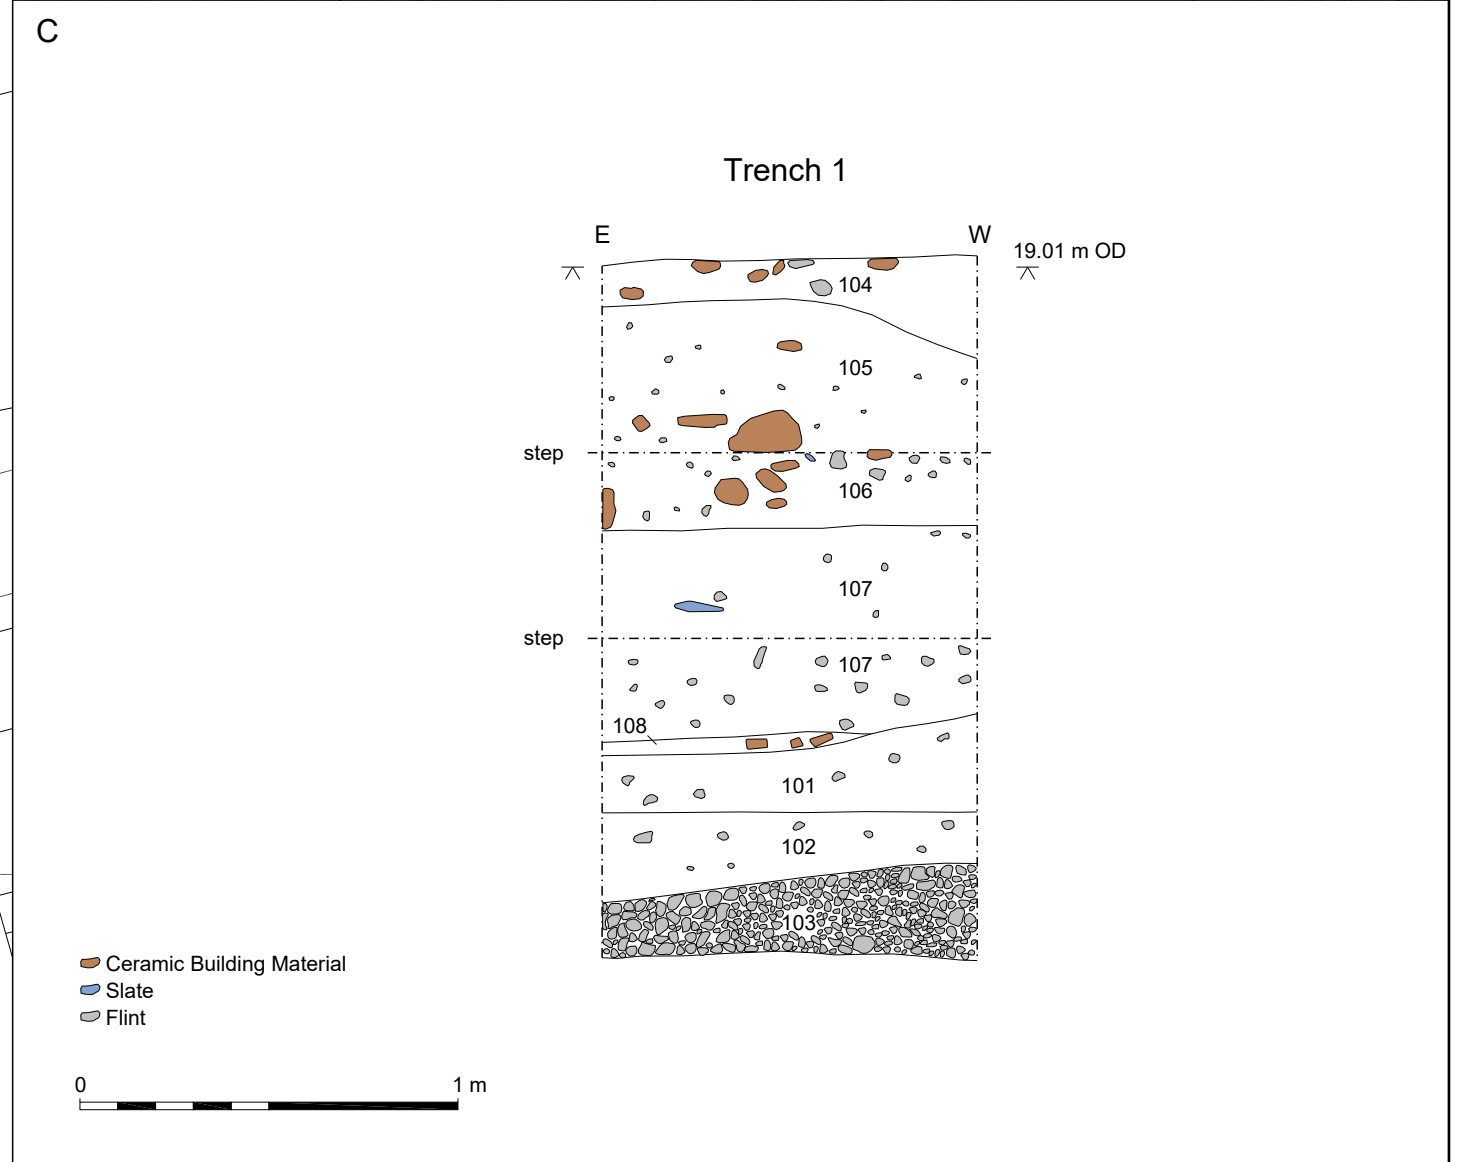 C
Trench 1
E
W
19.01 m OD
104
105
step
106
107
step
107
108
101
102
103
Ceramic Building Material
Slate
Flint
0
1 m